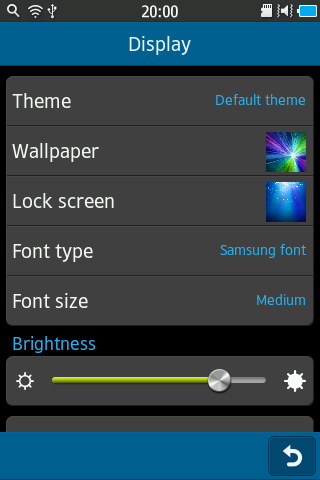 20:00
Display
Theme Default theme
Wallpaper
Lock screen
Font type Samsung font
Font size Medium
Brightness